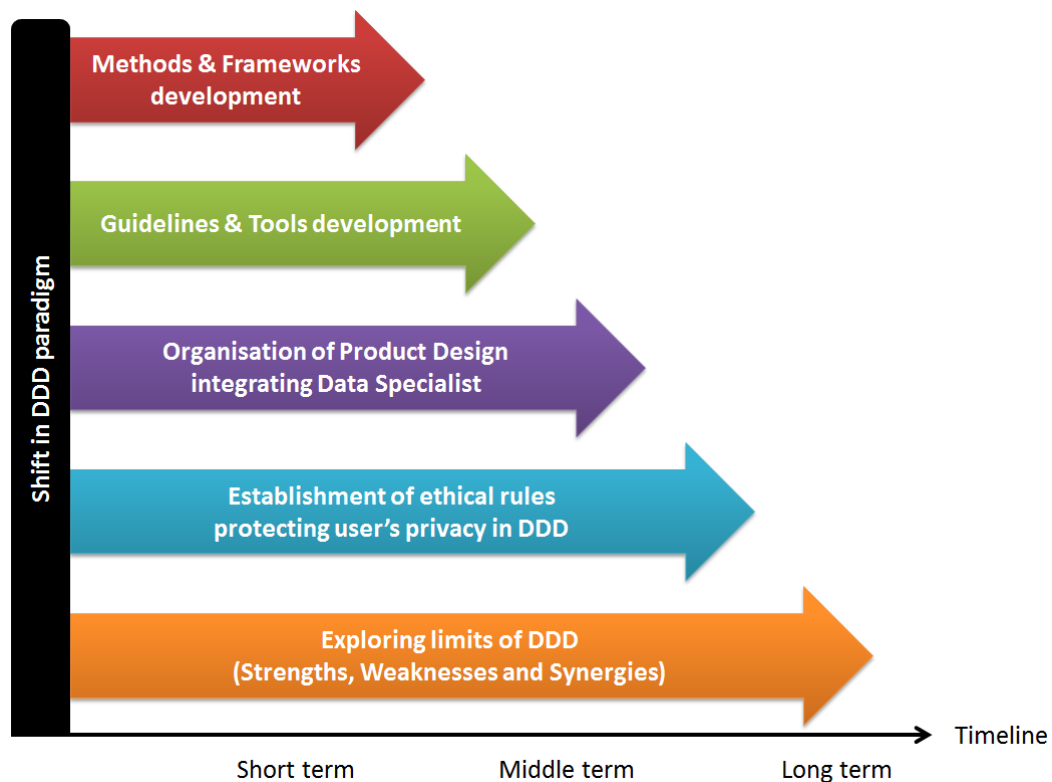 Shift in DDD paradigm
Methods & Frameworks
development
Guidelines & Tools development
Organisation of Product Design
integrating Data Specialist
Establishment of ethical rules
protecting user’s privacy in DDD
Exploring limits of DDD
(Strengths, Weaknesses and Synergies)
Timeline
Short term
Middle term
Long term